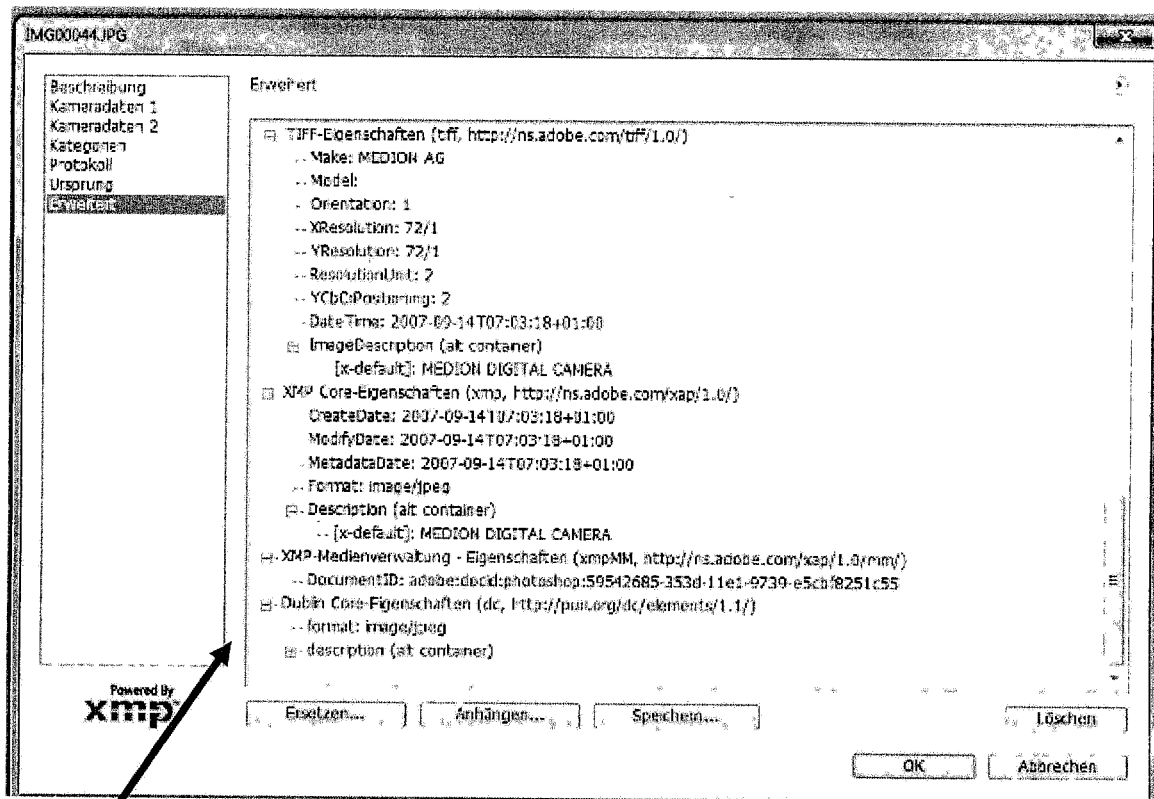 IMG00044.JPG
Beschreibung
Kameradaten 1
Kameradaten 2
Kategorien
Protokoll
Ursprung
Erweitert
Erweitert
TIFF-Eigenschaften (tiff, http://ns.adobe.com/tiff/1.0/)
Make: MEDION AG
Model:
Orientation: 1
XResolution: 72/1
YResolution: 72/1
ResolutionUnit: 2
YCbCrPositioning: 2
DateTime: 2007-09-14T07:03:18+01:00
ImageDescription (alt container)
[x-default]: MEDION DIGITAL CAMERA
XMP Core-Eigenschaften (xmp, http://ns.adobe.com/xap/1.0/)
CreateDate: 2007-09-14T07:03:18+01:00
ModifyDate: 2007-09-14T07:03:18+01:00
MetadataDate: 2007-09-14T07:03:18+01:00
Format: image/jpeg
Description (alt container)
[x-default]: MEDION DIGITAL CAMERA
XMP-Medienverwaltung - Eigenschaften (xmpMM, http://ns.adobe.com/xap/1.0/mm/)
DocumentID: adobe:docid:photoshop:59542685-353d-11e1-9739-e5cbf8251c55
Dublin Core-Eigenschaften (dc, http://purl.org/dc/elements/1.1/)
format: image/jpeg
description (alt container)
Powered By
xmp
Ersetzen... Anhängen... Speichern... Löschen
OK Abbrechen